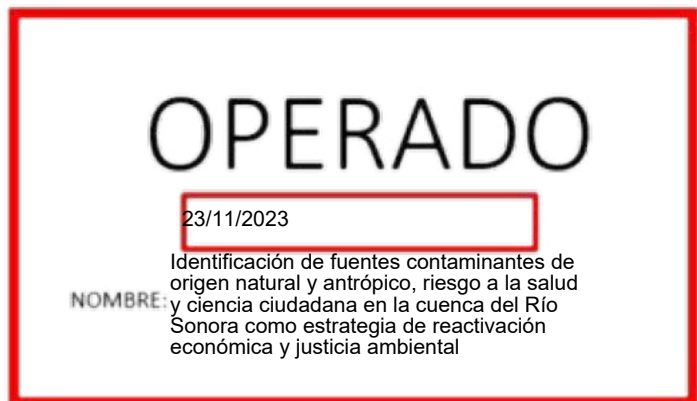 OPERADO
23/11/2023
Identificación de fuentes contaminantes de
origen natural y antrópico, riesgo a la salud
NOMBRE: y ciencia ciudadana en la cuenca del Río
Sonora como estrategia de reactivación
económica y justicia ambiental